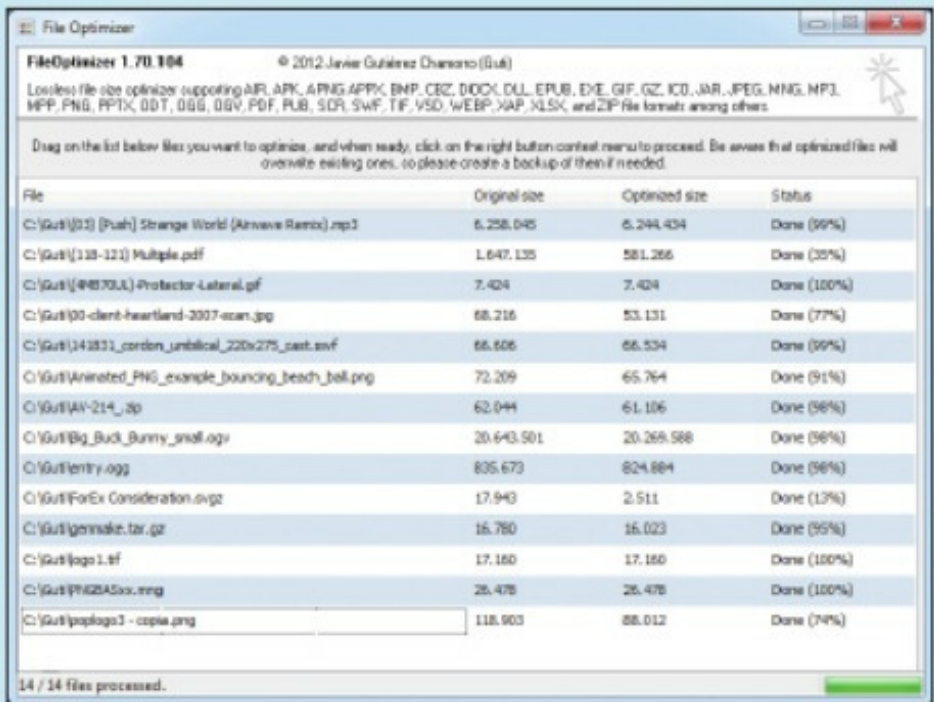 File Optimizer
FileOptimizer 1.70.104 © 2012 Javier Gutiérrez Chamorro (Guti)
Lossless file size optimizer supporting AIR, APK, APNG APPX, BMP, CBZ, DOCX, DLL, EPUB, EXE, GIF, GZ, ICO, JAR, JPEG, MNG, MP3,
MPP, PNG, PPTX, ODT, OGG, OGV, PDF, PUB, SCR, SWF, TIF, VSD, WEBP, XAP, XLSX, and ZIP file formats among others.
Drag on the list below files you want to optimize, and when ready, click on the right button context menu to proceed. Be aware that optimized files will
overwrite existing ones, so please create a backup of them if needed.
File Original size Optimized size Status
C:\Guti\[03] [Push] Strange World (Airwave Remix).mp3 6.258.045 6.244.434 Done (99%)
C:\Guti\[118-121] Multiple.pdf 1.647.135 581.266 Done (35%)
C:\Guti\[4MB70UL]-Protector-Lateral.gif 7.424 7.424 Done (100%)
C:\Guti\00-client-heartland-2007-scan.jpg 68.216 53.131 Done (77%)
C:\Guti\141831_cordon_umbilical_220x275_cast.swf 66.606 66.534 Done (99%)
C:\Guti\Animated_PNG_example_bouncing_beach_ball.png 72.209 65.764 Done (91%)
C:\Guti\AV-214_.zip 62.044 61.106 Done (98%)
C:\Guti\Big_Buck_Bunny_small.ogv 20.643.501 20.269.588 Done (98%)
C:\Guti\entry.ogg 835.673 824.884 Done (98%)
C:\Guti\ForEx Consideration.svgz 17.943 2.511 Done (13%)
C:\Guti\genmake.tar.gz 16.780 16.023 Done (95%)
C:\Guti\logo1.tif 17.160 17.160 Done (100%)
C:\Guti\PNGBASxx.mng 26.478 26.478 Done (100%)
C:\Guti\poplogo3 - copia.png 118.903 88.012 Done (74%)
14 / 14 files processed.